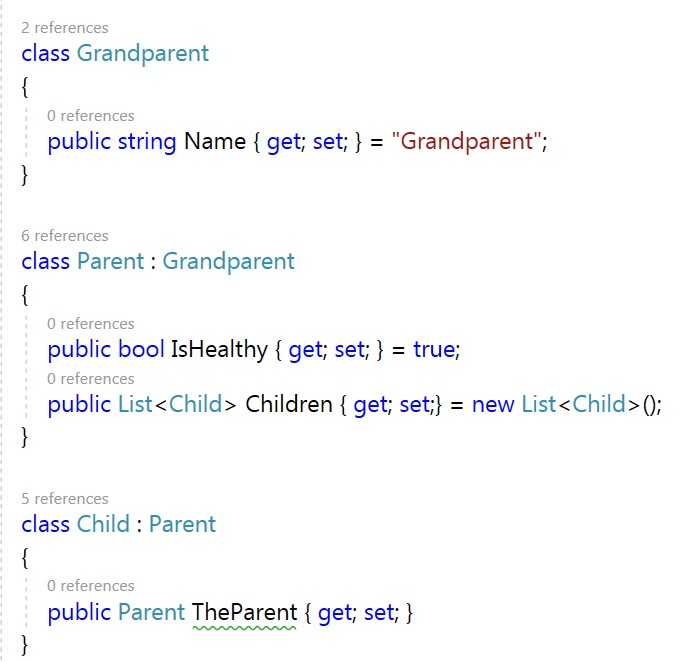 2 references
class Grandparent
{
0 references
public string Name { get; set; } = "Grandparent";
}
6 references
class Parent : Grandparent
{
0 references
public bool IsHealthy { get; set; } = true;
0 references
public List<Child> Children { get; set;} = new List<Child>();
}
5 references
class Child : Parent
{
0 references
public Parent TheParent { get; set; }
}